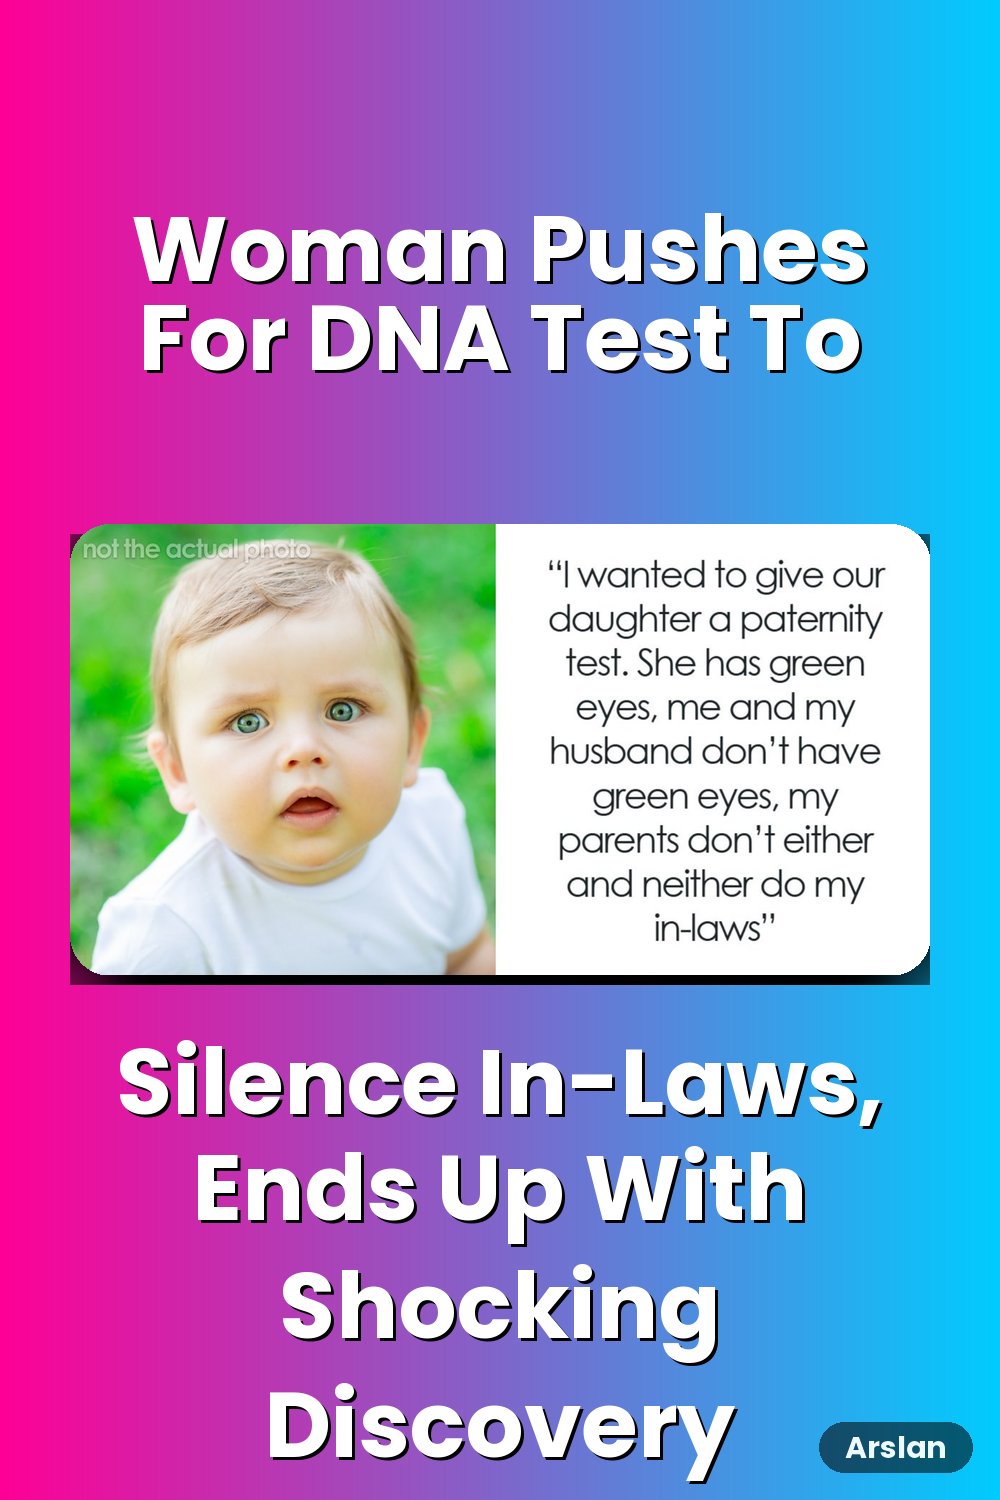 Woman Pushes
For DNA Test To
not the actual photo
“I wanted to give our
daughter a paternity
test. She has green
eyes, me and my
husband don’t have
green eyes, my
parents don’t either
and neither do my
in-laws”
Silence In-Laws,
Ends Up With
Shocking
Discovery
Arslan